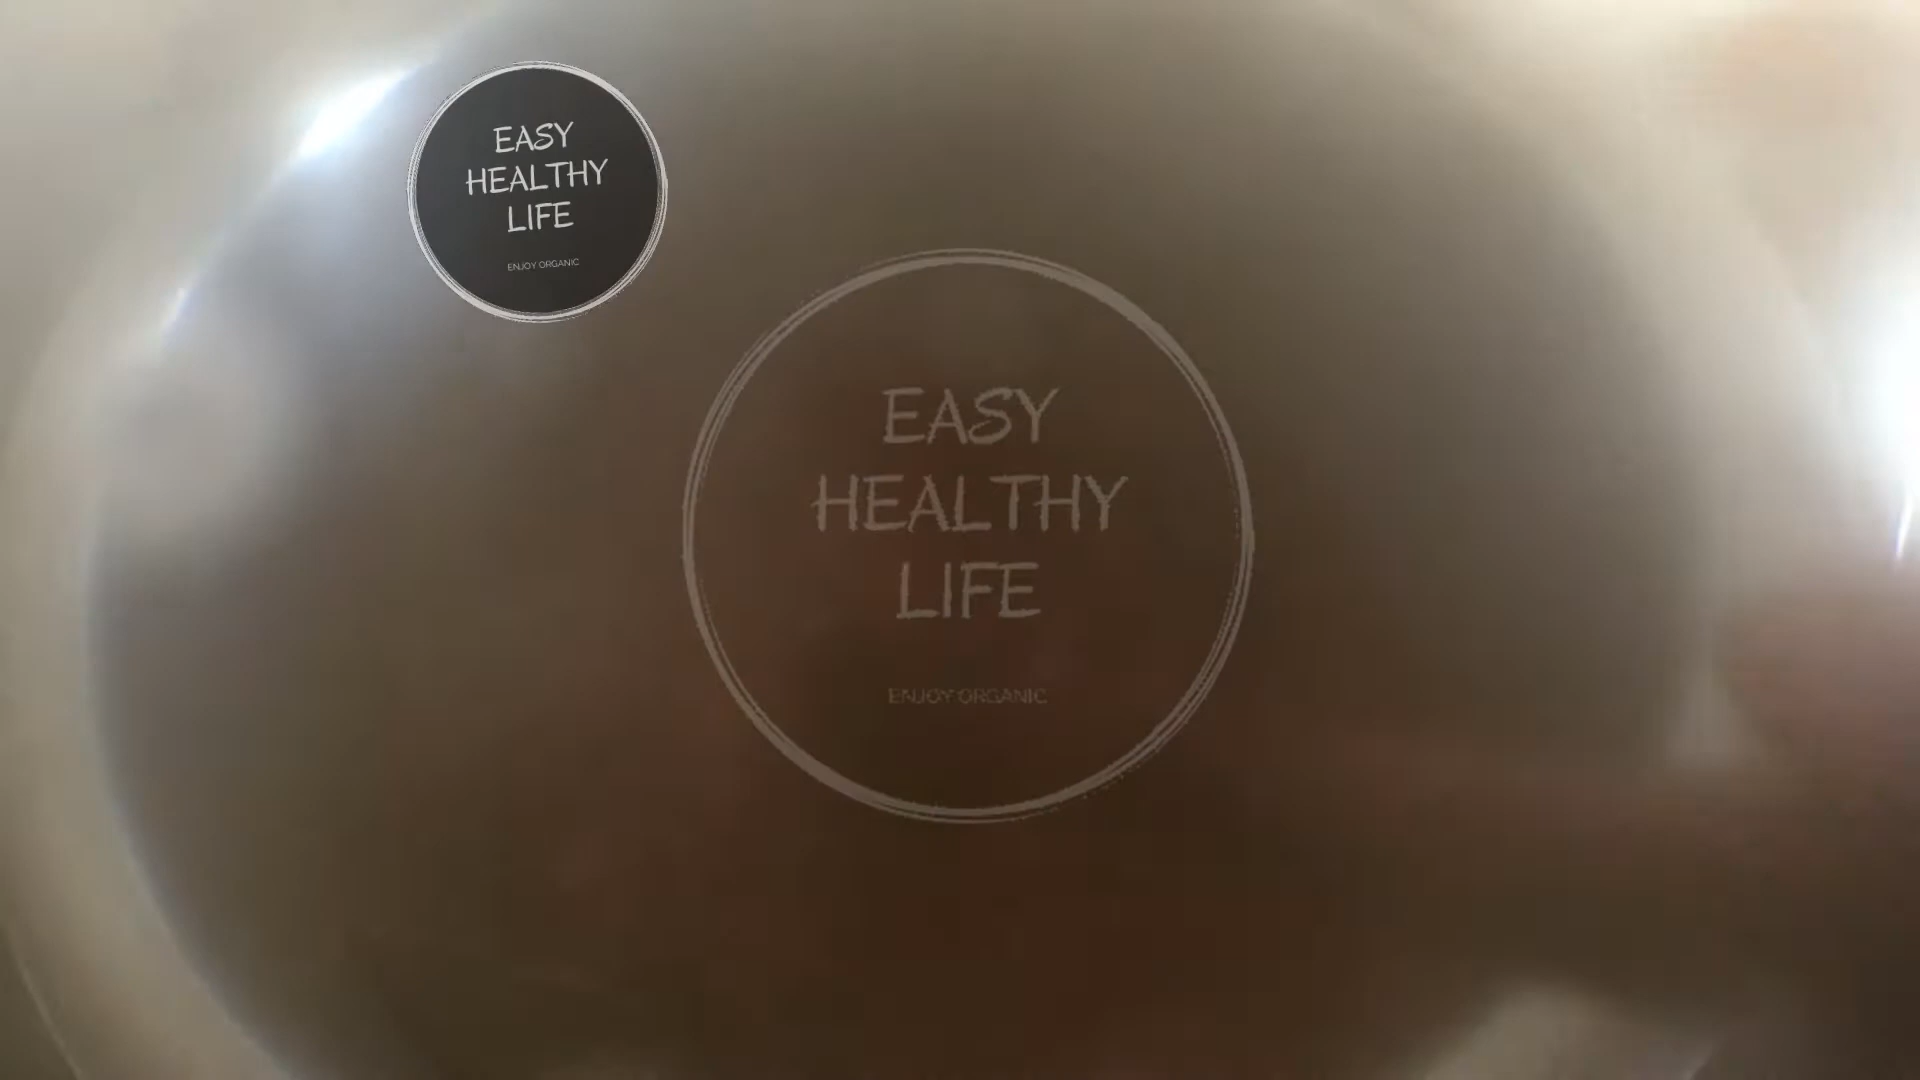 EASY
HEALTHY
LIFE
ENJOY ORGANIC
EASY
HEALTHY
LIFE
ENJOY ORGANIC